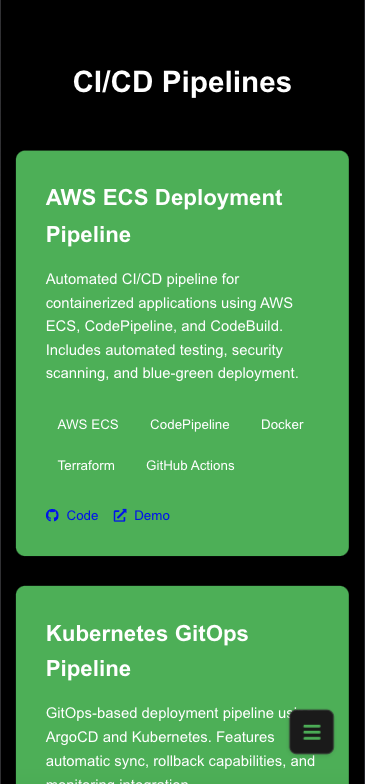 CI/CD Pipelines
AWS ECS Deployment
Pipeline
Automated CI/CD pipeline for
containerized applications using AWS
ECS, CodePipeline, and CodeBuild.
Includes automated testing, security
scanning, and blue-green deployment.
AWS ECS CodePipeline Docker
Terraform GitHub Actions
Code Demo
Kubernetes GitOps
Pipeline
GitOps-based deployment pipeline using
ArgoCD and Kubernetes. Features
automatic sync, rollback capabilities, and
monitoring integration.